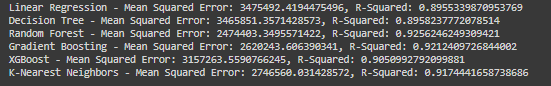 Linear Regression - Mean Squared Error: 3475492.4194475496, R-Squared: 0.8955339870953769
Decision Tree - Mean Squared Error: 3465851.3571428573, R-Squared: 0.8958237772078514
Random Forest - Mean Squared Error: 2474403.3495571422, R-Squared: 0.9256246249309421
Gradient Boosting - Mean Squared Error: 2620243.606390341, R-Squared: 0.9212409726844002
XGBoost - Mean Squared Error: 3157263.5590766245, R-Squared: 0.9050992792099881
K-Nearest Neighbors - Mean Squared Error: 2746560.031428572, R-Squared: 0.9174441658738686